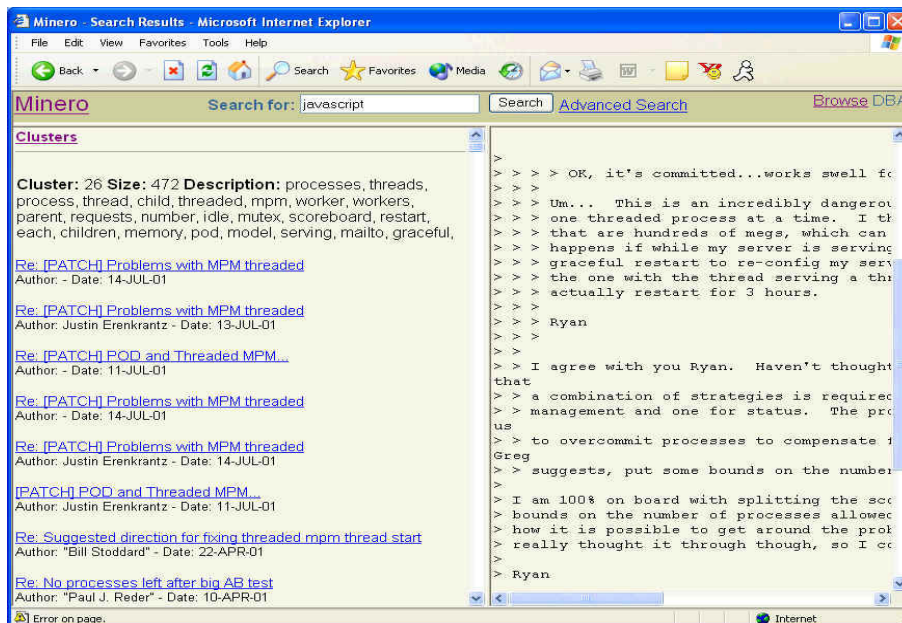 Minero - Search Results - Microsoft Internet Explorer
File Edit View Favorites Tools Help
Back Search Favorites Media
Minero Search for: javascript Search Advanced Search Browse DBA
Clusters
Cluster: 26 Size: 472 Description: processes, threads,
process, thread, child, threaded, mpm, worker, workers,
parent, requests, number, idle, mutex, scoreboard, restart,
each, children, memory, pod, model, serving, mailto, graceful,
Re: [PATCH] Problems with MPM threaded
Author: - Date: 14-JUL-01
Re: [PATCH] Problems with MPM threaded
Author: Justin Erenkrantz - Date: 13-JUL-01
Re: [PATCH] POD and Threaded MPM...
Author: - Date: 11-JUL-01
Re: [PATCH] Problems with MPM threaded
Author: - Date: 14-JUL-01
Re: [PATCH] Problems with MPM threaded
Author: Justin Erenkrantz - Date: 14-JUL-01
[PATCH] POD and Threaded MPM...
Author: Justin Erenkrantz - Date: 11-JUL-01
Re: Suggested direction for fixing threaded mpm thread start
Author: "Bill Stoddard" - Date: 22-APR-01
Re: No processes left after big AB test
Author: "Paul J. Reder" - Date: 10-APR-01
>
> > > > OK, it's committed...works swell
> > >
> > > Um... This is an incredibly
> > > one threaded process at a time. I
> > > that are hundreds of megs, which can
> > > happens if while my server is serving
> > > graceful restart to re-config my
> > > the one with the thread serving a
> > > actually restart for 3 hours.
> > >
> > > Ryan
> > >
> >
> > I agree with you Ryan. Haven't thought
that
> > a combination of strategies is required
> > management and one for status. The
us
> > to overcommit processes to compensate
Greg
> > suggests, put some bounds on the number
>
> I am 100% on board with splitting the
> bounds on the number of processes allowed
> how it is possible to get around the
> really thought it through though, so I
>
> Ryan
Error on page. Internet